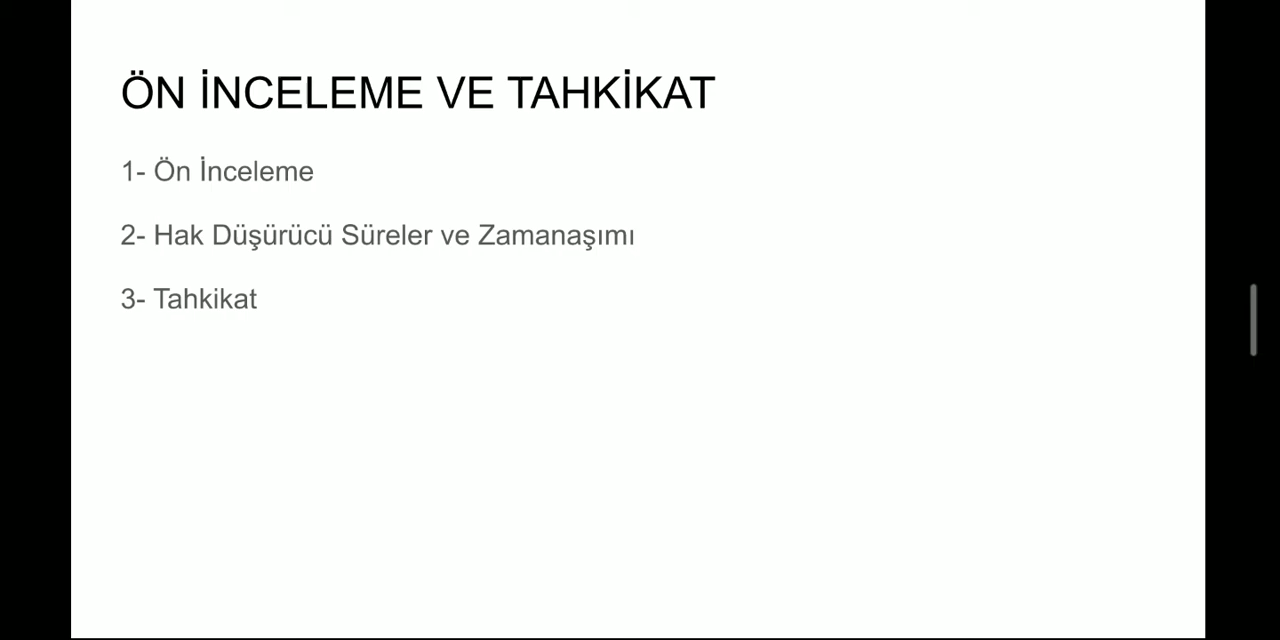 ÖN İNCELEME VE TAHKİKAT
1- Ön İnceleme
2- Hak Düşürücü Süreler ve Zamanaşımı
3- Tahkikat